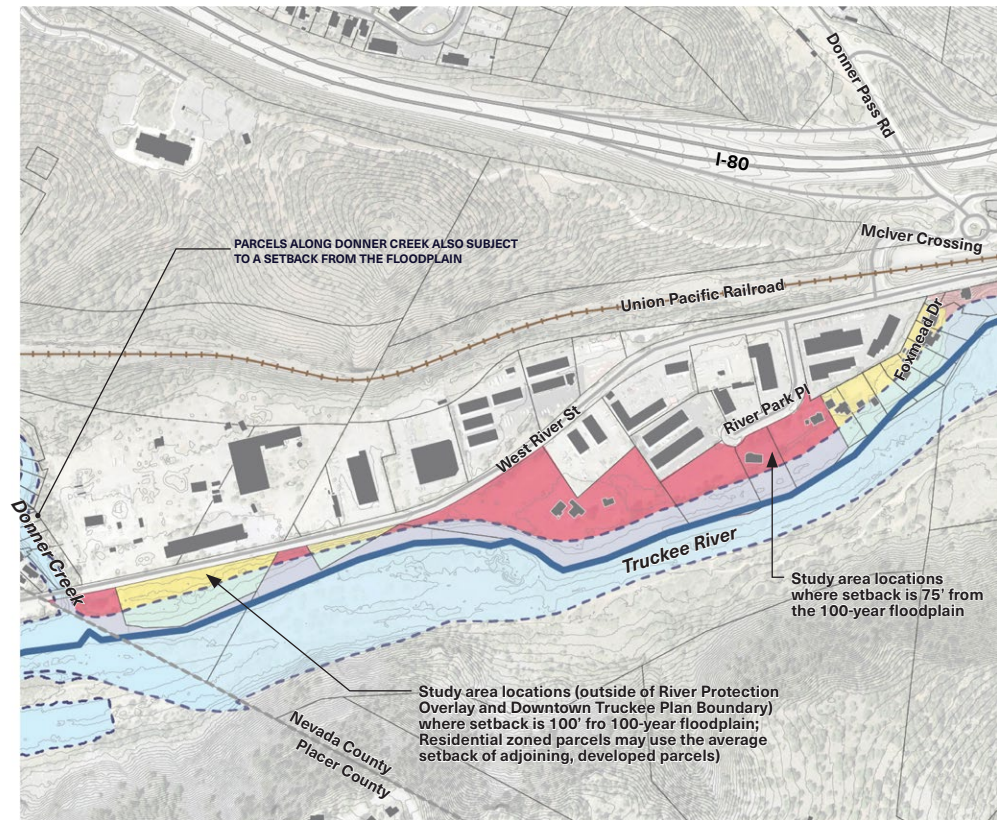 Donner Pass Rd
I-80
McIver Crossing
PARCELS ALONG DONNER CREEK ALSO SUBJECT
TO A SETBACK FROM THE FLOODPLAIN
Union Pacific Railroad
Foxmead Dr
River Park Pl
West River St
Donner Creek
Truckee River
Study area locations
where setback is 75' from
the 100-year floodplain
Study area locations (outside of River Protection
Overlay and Downtown Truckee Plan Boundary)
where setback is 100' fro 100-year floodplain;
Residential zoned parcels may use the average
setback of adjoining, developed parcels)
Nevada County
Placer County